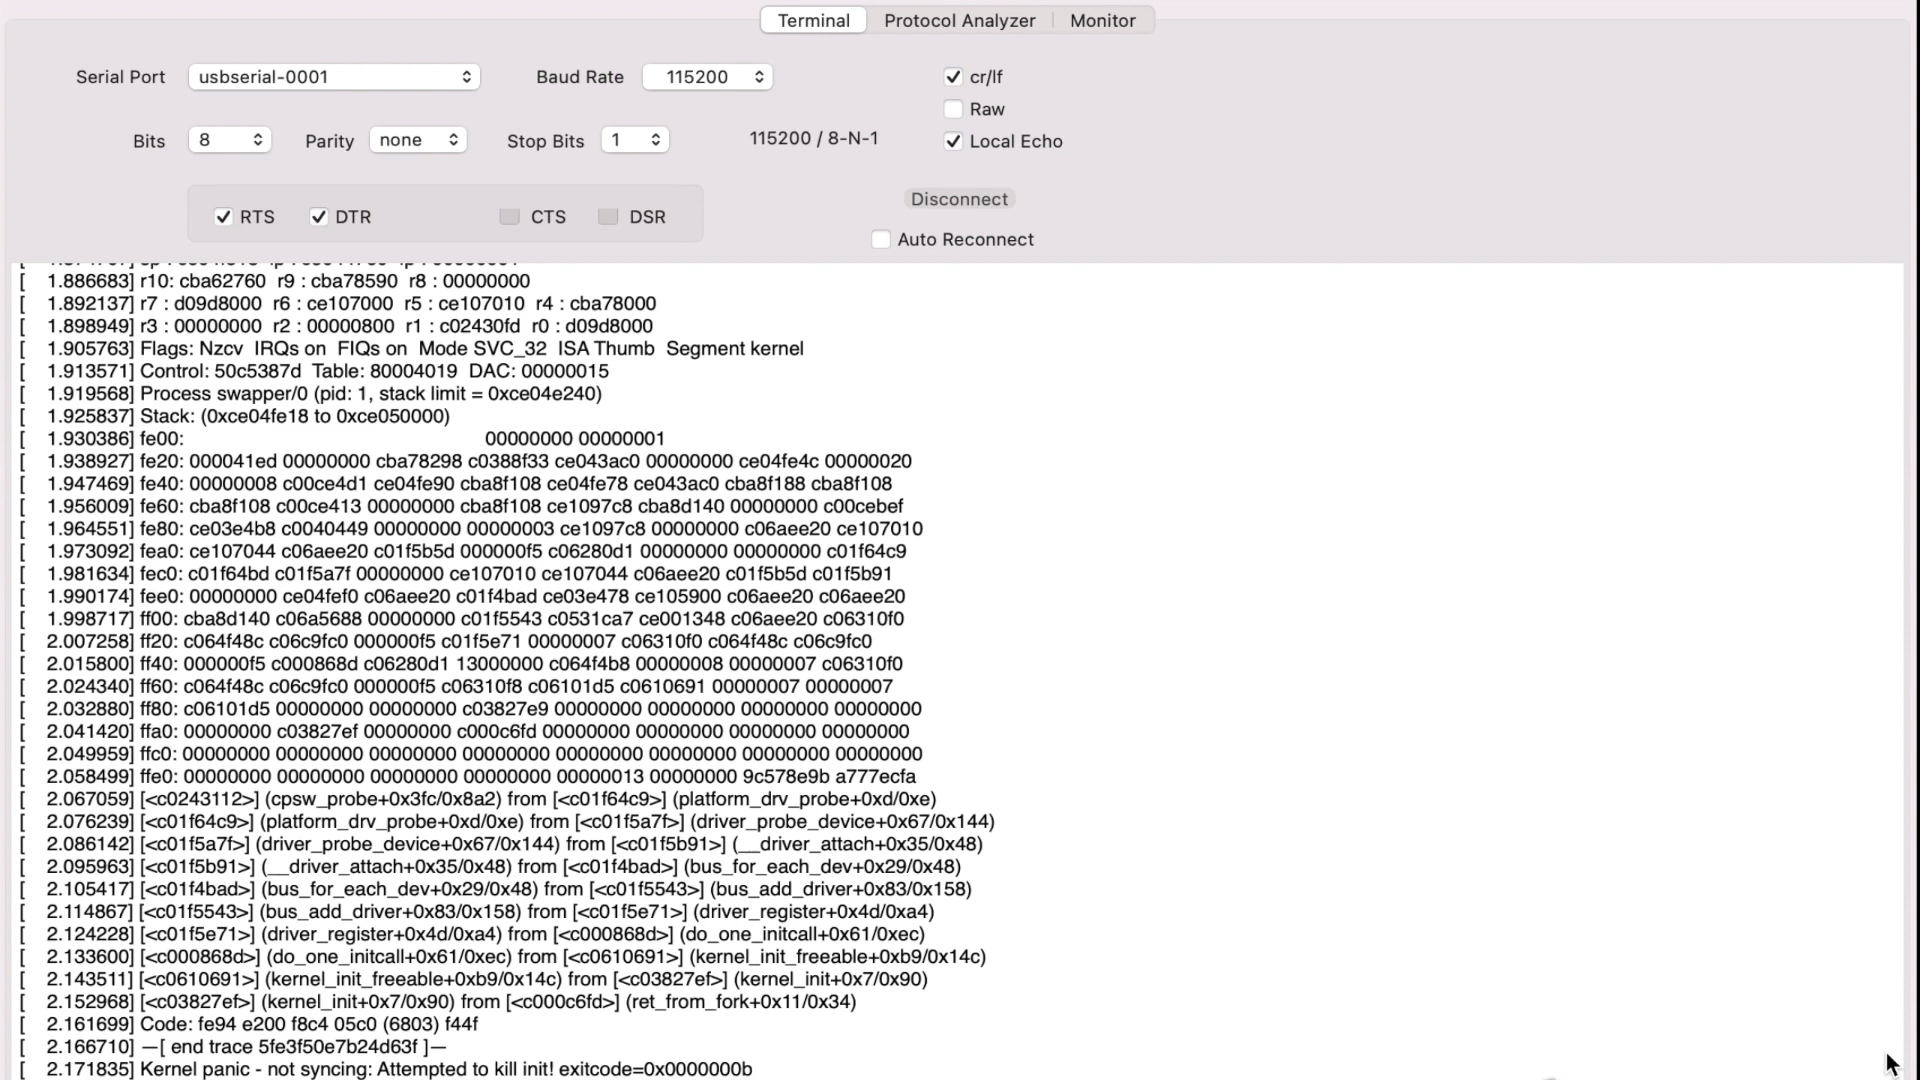 Terminal Protocol Analyzer Monitor
Serial Port usbserial-0001 Baud Rate 115200 cr/lf
Raw
Bits 8 Parity none Stop Bits 1 115200 / 8-N-1 Local Echo
Disconnect
RTS DTR CTS DSR
Auto Reconnect
[ 1.886683] r10: cba62760 r9 : cba78590 r8 : 00000000
[ 1.892137] r7 : d09d8000 r6 : ce107000 r5 : ce107010 r4 : cba78000
[ 1.898949] r3 : 00000000 r2 : 00000800 r1 : c02430fd r0 : d09d8000
[ 1.905763] Flags: Nzcv IRQs on FIQs on Mode SVC_32 ISA Thumb Segment kernel
[ 1.913571] Control: 50c5387d Table: 80004019 DAC: 00000015
[ 1.919568] Process swapper/0 (pid: 1, stack limit = 0xce04e240)
[ 1.925837] Stack: (0xce04fe18 to 0xce050000)
[ 1.930386] fe00: 00000000 00000001
[ 1.938927] fe20: 000041ed 00000000 cba78298 c0388f33 ce043ac0 00000000 ce04fe4c 00000020
[ 1.947469] fe40: 00000008 c00ce4d1 ce04fe90 cba8f108 ce04fe78 ce043ac0 cba8f188 cba8f108
[ 1.956009] fe60: cba8f108 c00ce413 00000000 cba8f108 ce1097c8 cba8d140 00000000 c00cebef
[ 1.964551] fe80: ce03e4b8 c0040449 00000000 00000003 ce1097c8 00000000 c06aee20 ce107010
[ 1.973092] fea0: ce107044 c06aee20 c01f5b5d 000000f5 c06280d1 00000000 00000000 c01f64c9
[ 1.981634] fec0: c01f64bd c01f5a7f 00000000 ce107010 ce107044 c06aee20 c01f5b5d c01f5b91
[ 1.990174] fee0: 00000000 ce04fef0 c06aee20 c01f4bad ce03e478 ce105900 c06aee20 c06aee20
[ 1.998717] ff00: cba8d140 c06a5688 00000000 c01f5543 c0531ca7 ce001348 c06aee20 c06310f0
[ 2.007258] ff20: c064f48c c06c9fc0 000000f5 c01f5e71 00000007 c06310f0 c064f48c c06c9fc0
[ 2.015800] ff40: 000000f5 c000868d c06280d1 13000000 c064f4b8 00000008 00000007 c06310f0
[ 2.024340] ff60: c064f48c c06c9fc0 000000f5 c06310f8 c06101d5 c0610691 00000007 00000007
[ 2.032880] ff80: c06101d5 00000000 00000000 c03827e9 00000000 00000000 00000000 00000000
[ 2.041420] ffa0: 00000000 c03827ef 00000000 c000c6fd 00000000 00000000 00000000 00000000
[ 2.049959] ffc0: 00000000 00000000 00000000 00000000 00000000 00000000 00000000 00000000
[ 2.058499] ffe0: 00000000 00000000 00000000 00000000 00000013 00000000 9c578e9b a777ecfa
[ 2.067059] [<c0243112>] (cpsw_probe+0x3fc/0x8a2) from [<c01f64c9>] (platform_drv_probe+0xd/0xe)
[ 2.076239] [<c01f64c9>] (platform_drv_probe+0xd/0xe) from [<c01f5a7f>] (driver_probe_device+0x67/0x144)
[ 2.086142] [<c01f5a7f>] (driver_probe_device+0x67/0x144) from [<c01f5b91>] (__driver_attach+0x35/0x48)
[ 2.095963] [<c01f5b91>] (__driver_attach+0x35/0x48) from [<c01f4bad>] (bus_for_each_dev+0x29/0x48)
[ 2.105417] [<c01f4bad>] (bus_for_each_dev+0x29/0x48) from [<c01f5543>] (bus_add_driver+0x83/0x158)
[ 2.114867] [<c01f5543>] (bus_add_driver+0x83/0x158) from [<c01f5e71>] (driver_register+0x4d/0xa4)
[ 2.124228] [<c01f5e71>] (driver_register+0x4d/0xa4) from [<c000868d>] (do_one_initcall+0x61/0xec)
[ 2.133600] [<c000868d>] (do_one_initcall+0x61/0xec) from [<c0610691>] (kernel_init_freeable+0xb9/0x14c)
[ 2.143511] [<c0610691>] (kernel_init_freeable+0xb9/0x14c) from [<c03827ef>] (kernel_init+0x7/0x90)
[ 2.152968] [<c03827ef>] (kernel_init+0x7/0x90) from [<c000c6fd>] (ret_from_fork+0x11/0x34)
[ 2.161699] Code: fe94 e200 f8c4 05c0 (6803) f44f
[ 2.166710] —[ end trace 5fe3f50e7b24d63f ]—
[ 2.171835] Kernel panic - not syncing: Attempted to kill init! exitcode=0x0000000b